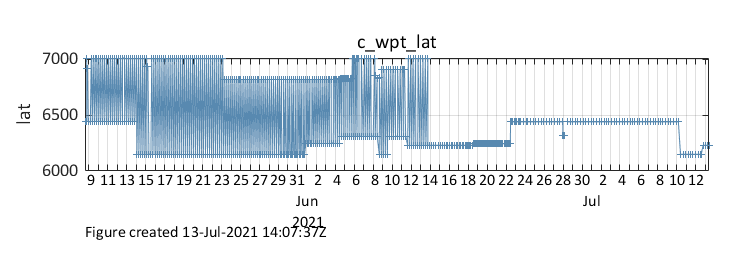 c_wpt_lat
7000
6500
6000
lat
9 11 13 15 17 19 21 23 25 27 29 31 2 4 6 8 10 12 14 16 18 20 22 24 26 28 30 2 4 6 8 10 12
Jun Jul
2021
Figure created 13-Jul-2021 14:07:37Z